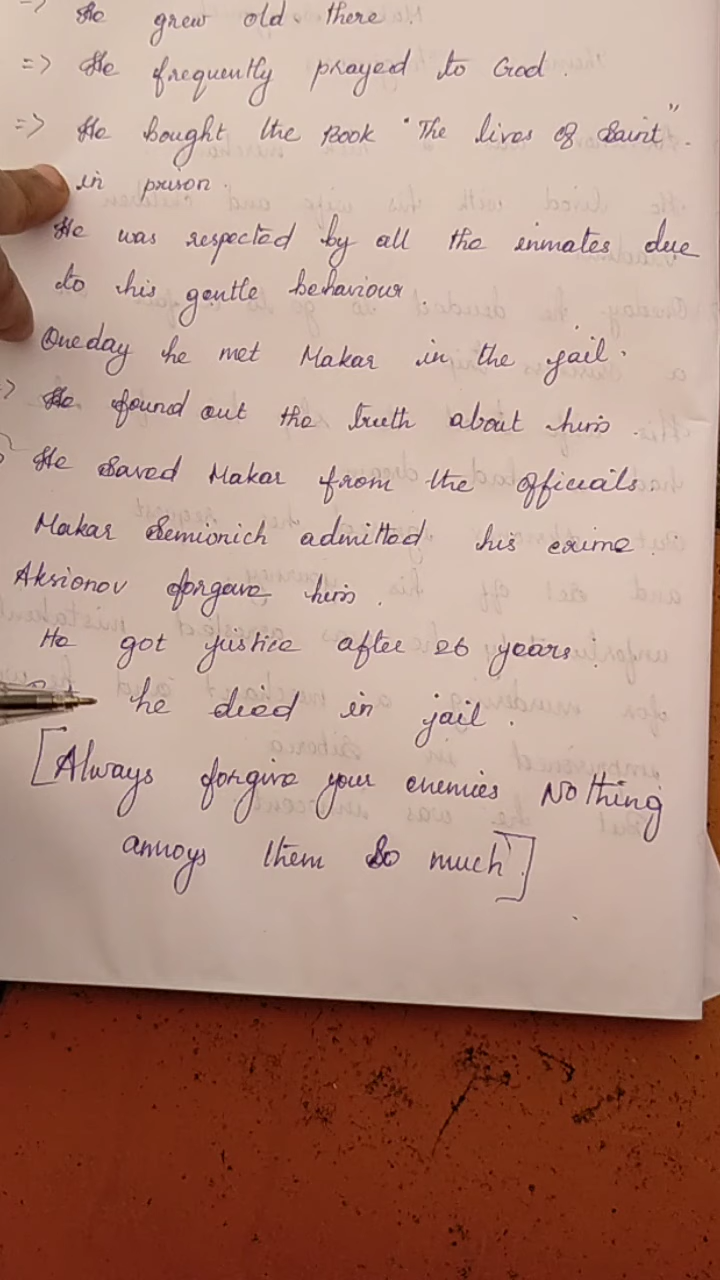 => He grew old there.
=> He frequently prayed to God.
=> He bought the Book "The lives of Saint".
in prison.
He was respected by all the inmates due
to his gentle behaviour.
Oneday he met Makar in the jail.
=> He found out the truth about him.
He Saved Makar from the officials.
Makar Semionich admitted his crime.
Aksionov forgave him.
He got justice after 26 years.
he died in jail.
[Always forgive your enemies Nothing
annoys them so much]